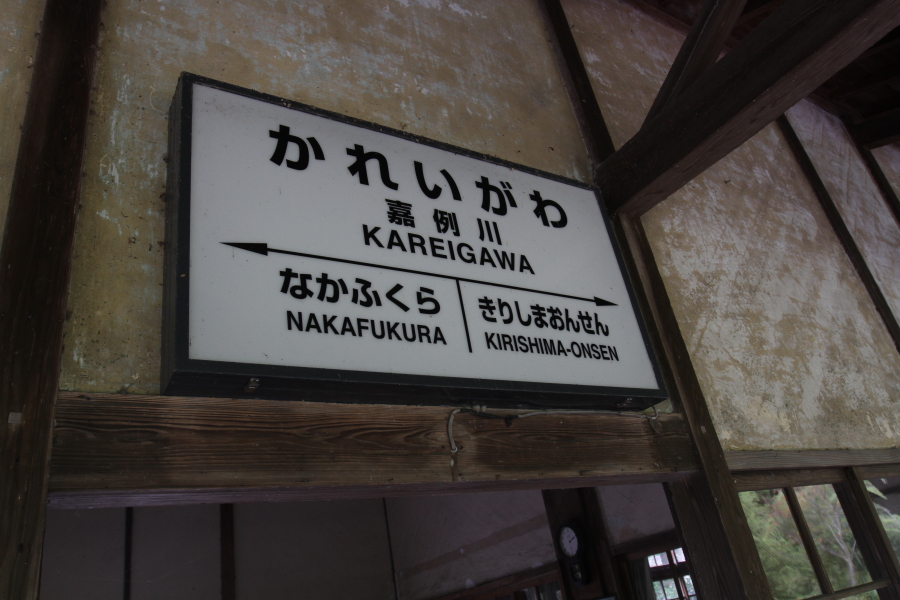 かれいがわ
嘉例川
KAREIGAWA
なかふくら
NAKAFUKURA
きりしまおんせん
KIRISHIMA-ONSEN